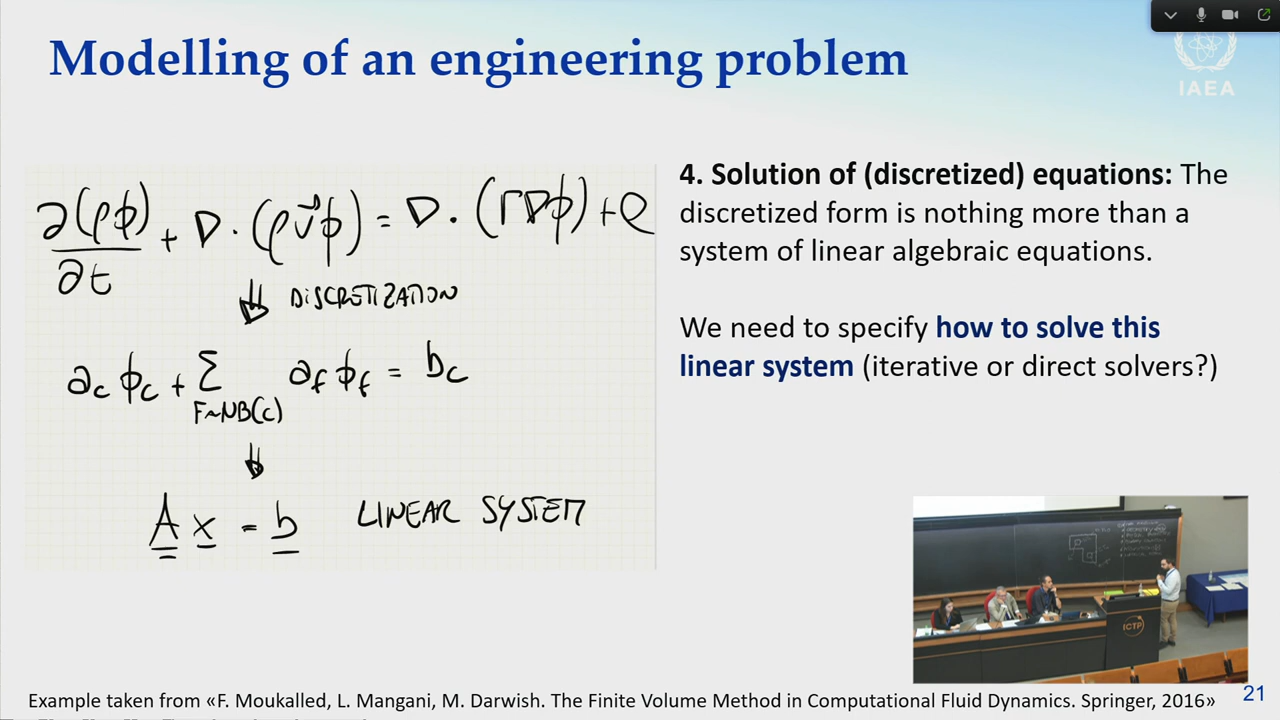 Modelling of an engineering problem
IAEA
∂(ρϕ)/∂t + ∇ · (ρv⃗ϕ) = ∇ · (Γ∇ϕ) + Q
DISCRETIZATION
a_c ϕ_c + Σ_{F~NB(c)} a_f ϕ_f = b_c
A x = b LINEAR SYSTEM
4. Solution of (discretized) equations: The
discretized form is nothing more than a
system of linear algebraic equations.
We need to specify how to solve this
linear system (iterative or direct solvers?)
ICTP
Example taken from «F. Moukalled, L. Mangani, M. Darwish. The Finite Volume Method in Computational Fluid Dynamics. Springer, 2016»
21